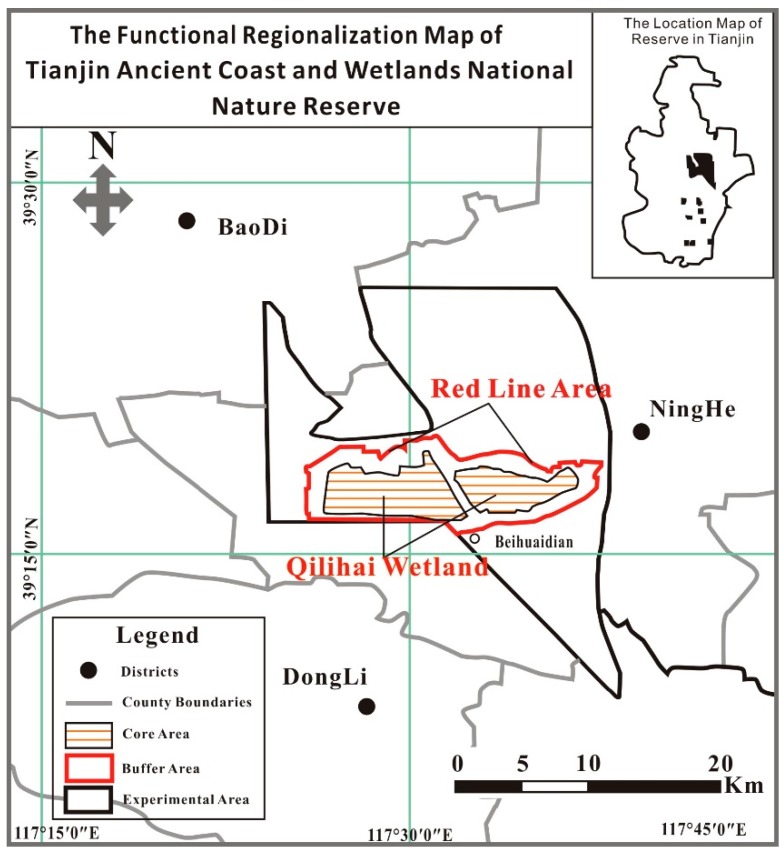 The Functional Regionalization Map of
Tianjin Ancient Coast and Wetlands National
Nature Reserve
The Location Map of
Reserve in Tianjin
N
39°30′0″N
BaoDi
Red Line Area
NingHe
Beihuaidian
Qilihai Wetland
39°15′0″N
Legend
Districts
County Boundaries
Core Area
Buffer Area
Experimental Area
DongLi
0 5 10 20
Km
117°15′0″E 117°30′0″E 117°45′0″E